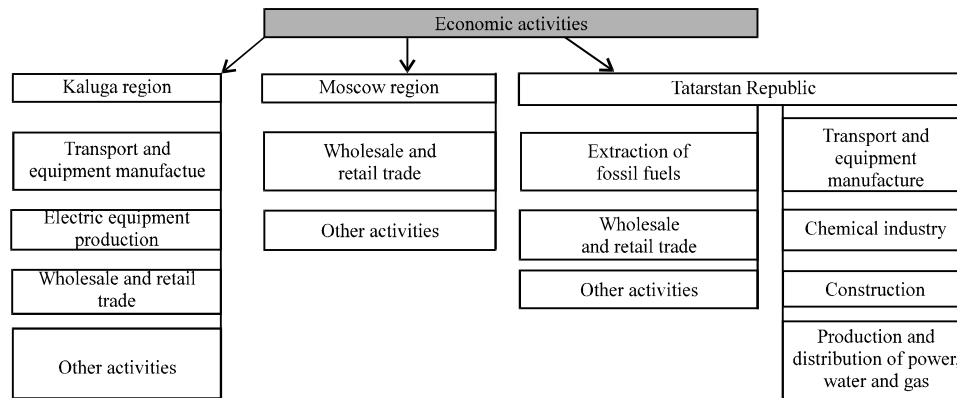 Economic activities
Kaluga region
Transport and
equipment manufactue
Electric equipment
production
Wholesale and retail
trade
Other activities
Moscow region
Wholesale and
retail trade
Other activities
Tatarstan Republic
Extraction of
fossil fuels
Wholesale
and retail trade
Other activities
Transport and
equipment
manufacture
Chemical industry
Construction
Production and
distribution of power,
water and gas